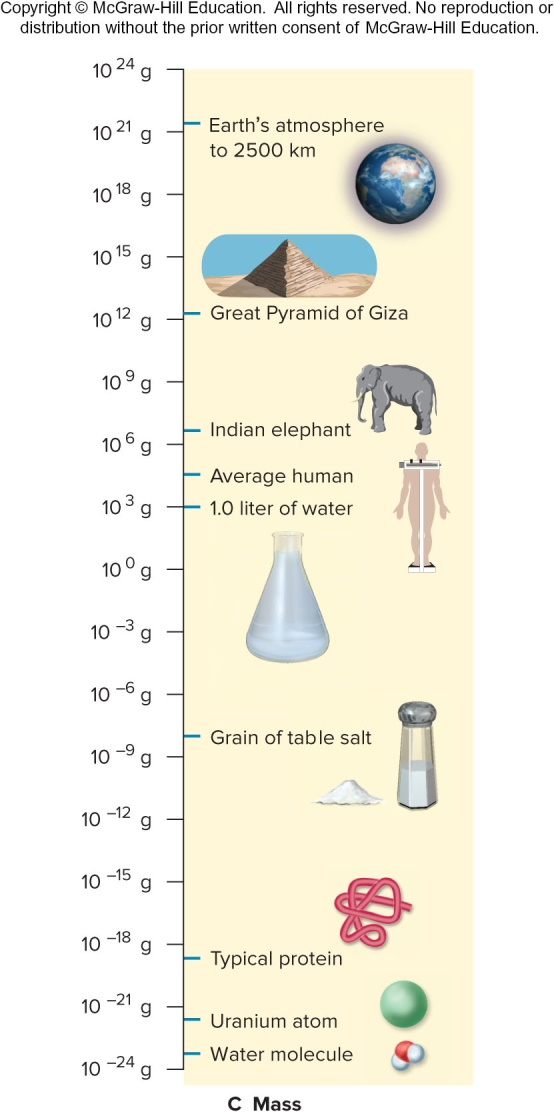 Copyright © McGraw-Hill Education.  All rights reserved. No reproduction or
distribution without the prior written consent of McGraw-Hill Education.
10 24 g
Earth’s atmosphere
10 21 g
to 2500 km
10 18 g
10 15 g
Great Pyramid of Giza
10 12 g
10 9 g
Indian elephant
10 6 g
Average human
10 3 g
1.0 liter of water
10 0 g
10 –3 g
10 –6 g
Grain of table salt
10 –9 g
10 –12 g
10 –15 g
10 –18 g
Typical protein
10 –21 g
Uranium atom
Water molecule
10 –24 g
C Mass